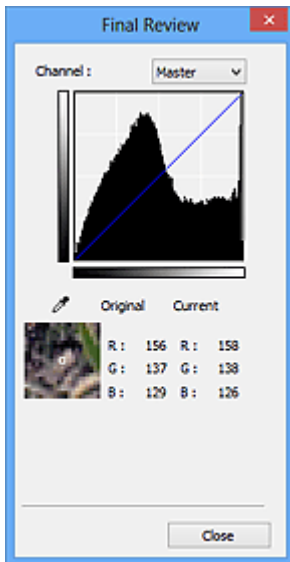 Final Review
Channel : Master
Original Current
R : 156 R : 158
G : 137 G : 138
B : 129 B : 126
Close